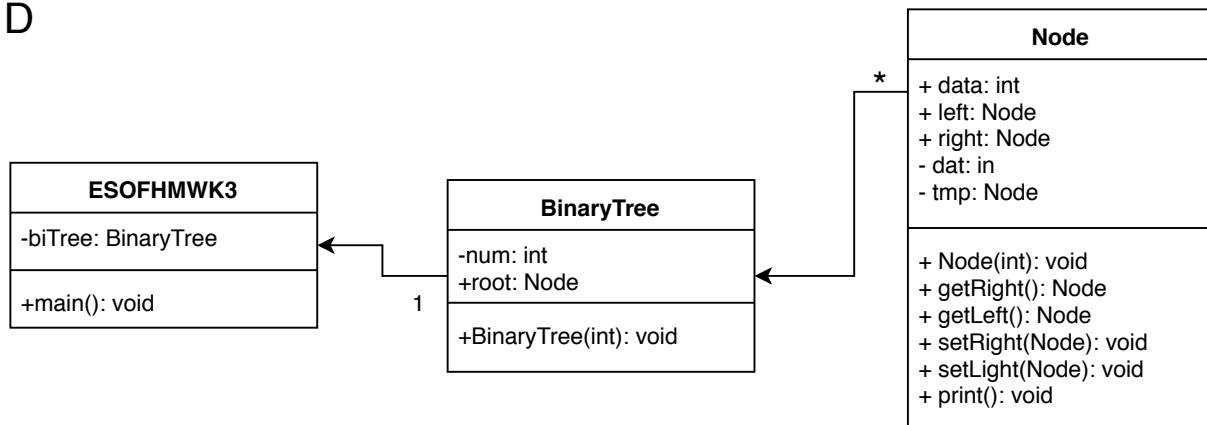 D
ESOFHMWK3
-biTree: BinaryTree
+main(): void
1
BinaryTree
-num: int
+root: Node
+BinaryTree(int): void
*
Node
+ data: int
+ left: Node
+ right: Node
- dat: in
- tmp: Node
+ Node(int): void
+ getRight(): Node
+ getLeft(): Node
+ setRight(Node): void
+ setLight(Node): void
+ print(): void